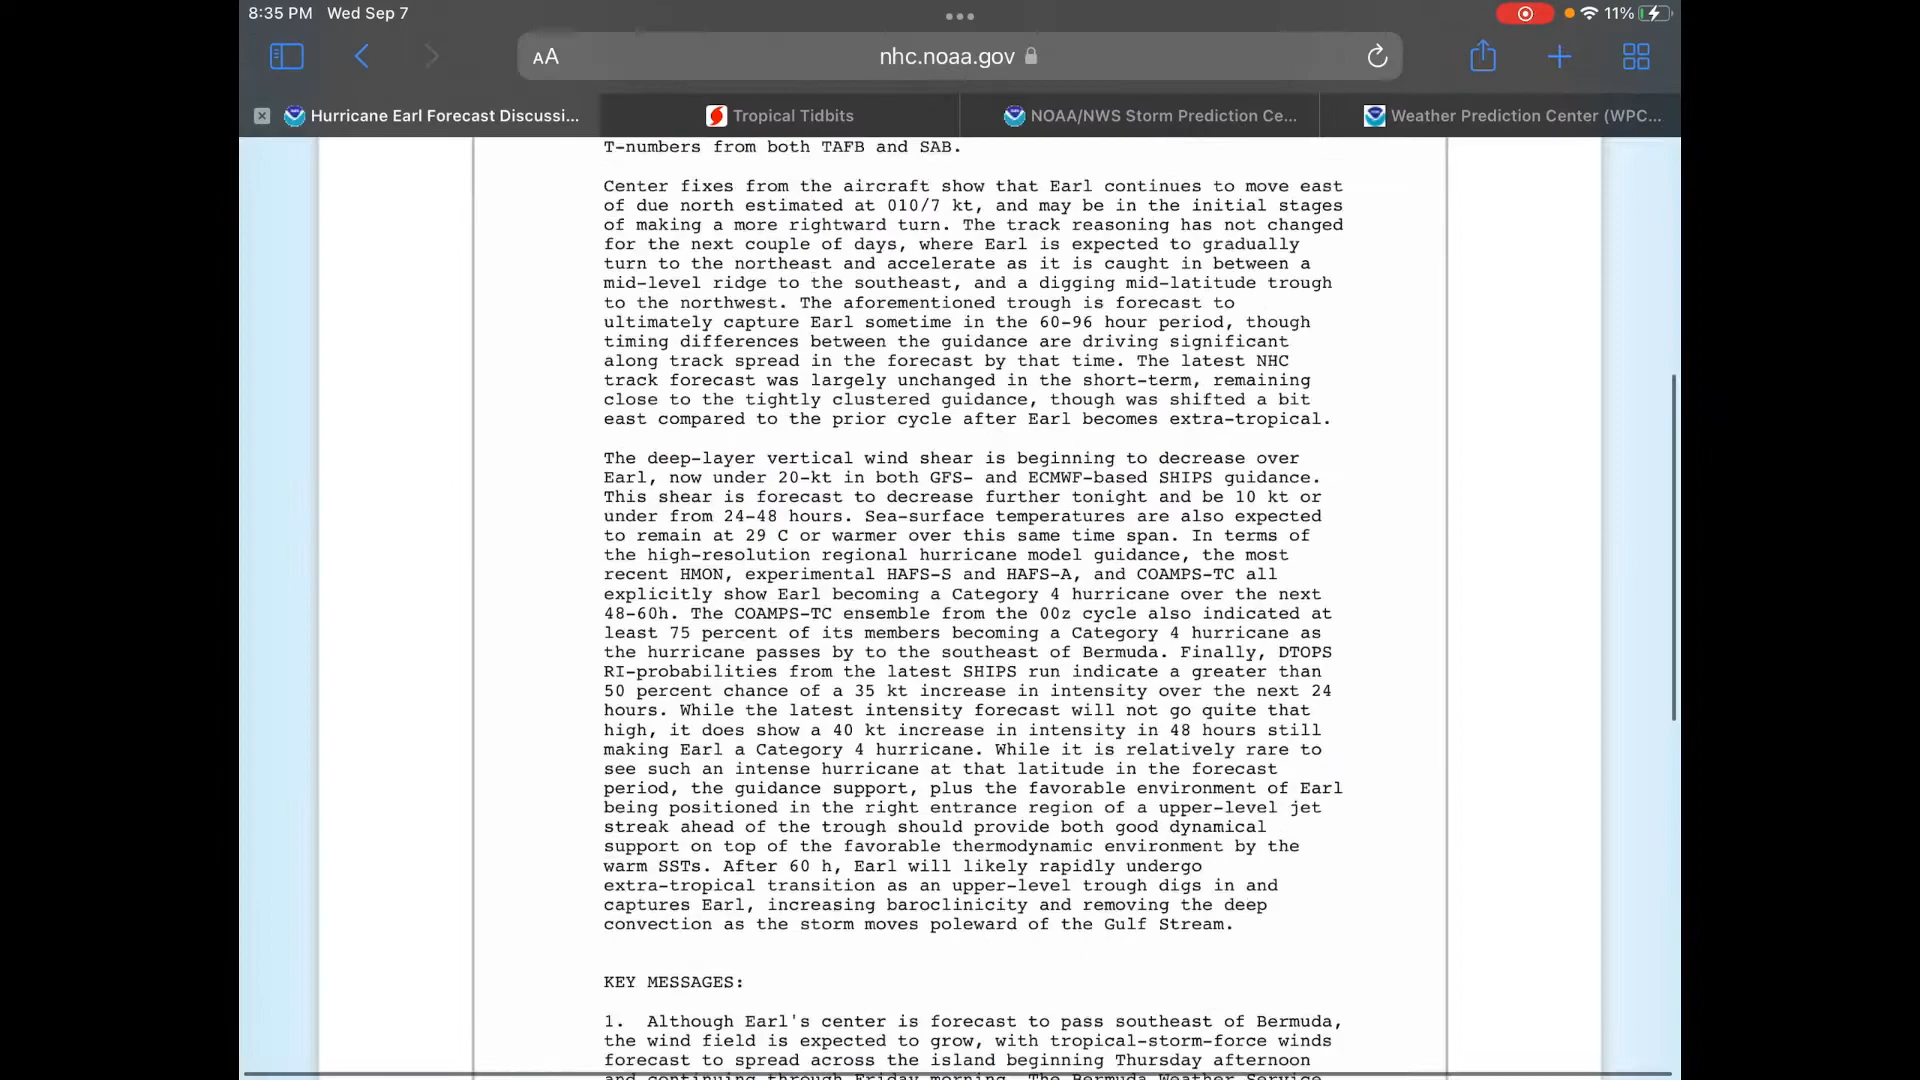 8:35 PM Wed Sep 7
11%
AA
nhc.noaa.gov
Hurricane Earl Forecast Discussi...
Tropical Tidbits
NOAA/NWS Storm Prediction Ce...
Weather Prediction Center (WPC...
T-numbers from both TAFB and SAB.
Center fixes from the aircraft show that Earl continues to move east
of due north estimated at 010/7 kt, and may be in the initial stages
of making a more rightward turn. The track reasoning has not changed
for the next couple of days, where Earl is expected to gradually
turn to the northeast and accelerate as it is caught in between a
mid-level ridge to the southeast, and a digging mid-latitude trough
to the northwest. The aforementioned trough is forecast to
ultimately capture Earl sometime in the 60-96 hour period, though
timing differences between the guidance are driving significant
along track spread in the forecast by that time. The latest NHC
track forecast was largely unchanged in the short-term, remaining
close to the tightly clustered guidance, though was shifted a bit
east compared to the prior cycle after Earl becomes extra-tropical.
The deep-layer vertical wind shear is beginning to decrease over
Earl, now under 20-kt in both GFS- and ECMWF-based SHIPS guidance.
This shear is forecast to decrease further tonight and be 10 kt or
under from 24-48 hours. Sea-surface temperatures are also expected
to remain at 29 C or warmer over this same time span. In terms of
the high-resolution regional hurricane model guidance, the most
recent HMON, experimental HAFS-S and HAFS-A, and COAMPS-TC all
explicitly show Earl becoming a Category 4 hurricane over the next
48-60h. The COAMPS-TC ensemble from the 00z cycle also indicated at
least 75 percent of its members becoming a Category 4 hurricane as
the hurricane passes by to the southeast of Bermuda. Finally, DTOPS
RI-probabilities from the latest SHIPS run indicate a greater than
50 percent chance of a 35 kt increase in intensity over the next 24
hours. While the latest intensity forecast will not go quite that
high, it does show a 40 kt increase in intensity in 48 hours still
making Earl a Category 4 hurricane. While it is relatively rare to
see such an intense hurricane at that latitude in the forecast
period, the guidance support, plus the favorable environment of Earl
being positioned in the right entrance region of a upper-level jet
streak ahead of the trough should provide both good dynamical
support on top of the favorable thermodynamic environment by the
warm SSTs. After 60 h, Earl will likely rapidly undergo
extra-tropical transition as an upper-level trough digs in and
captures Earl, increasing baroclinicity and removing the deep
convection as the storm moves poleward of the Gulf Stream.
KEY MESSAGES:
1. Although Earl's center is forecast to pass southeast of Bermuda,
the wind field is expected to grow, with tropical-storm-force winds
forecast to spread across the island beginning Thursday afternoon
and continuing through Friday morning. The Bermuda Weather Service